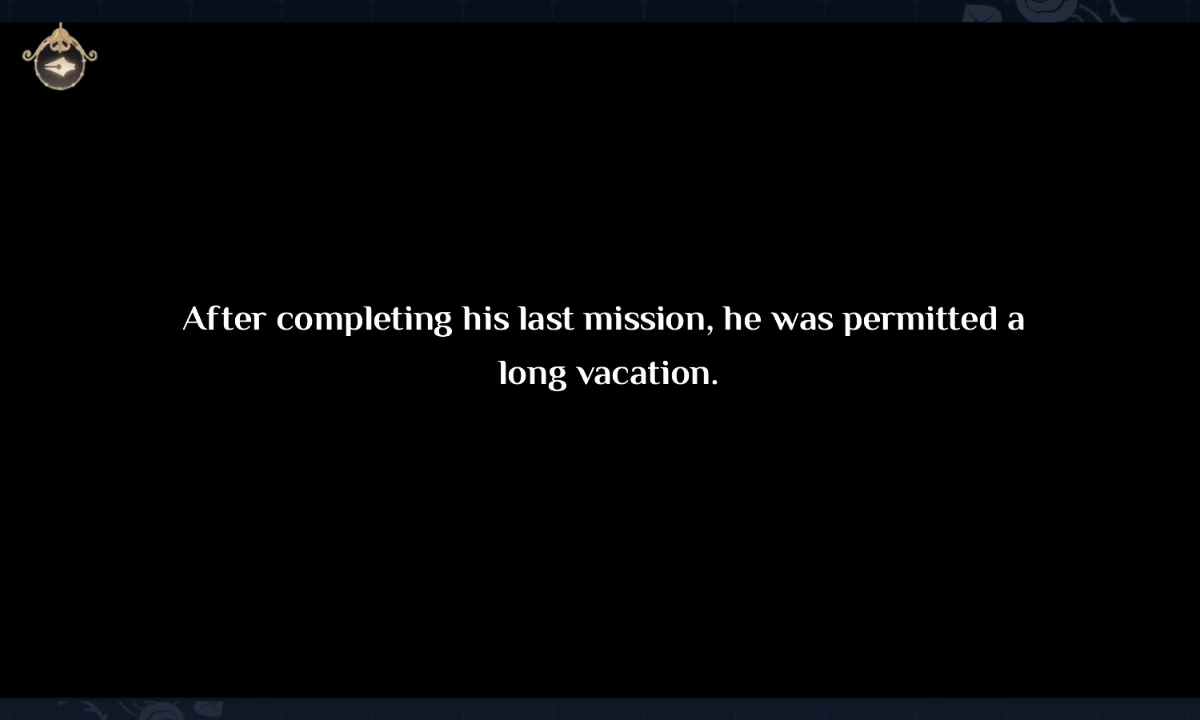 After completing his last mission, he was permitted a
long vacation.